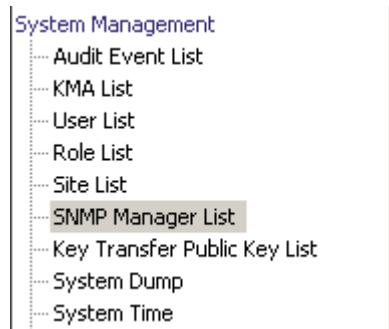 System Management
Audit Event List
KMA List
User List
Role List
Site List
SNMP Manager List
Key Transfer Public Key List
System Dump
System Time